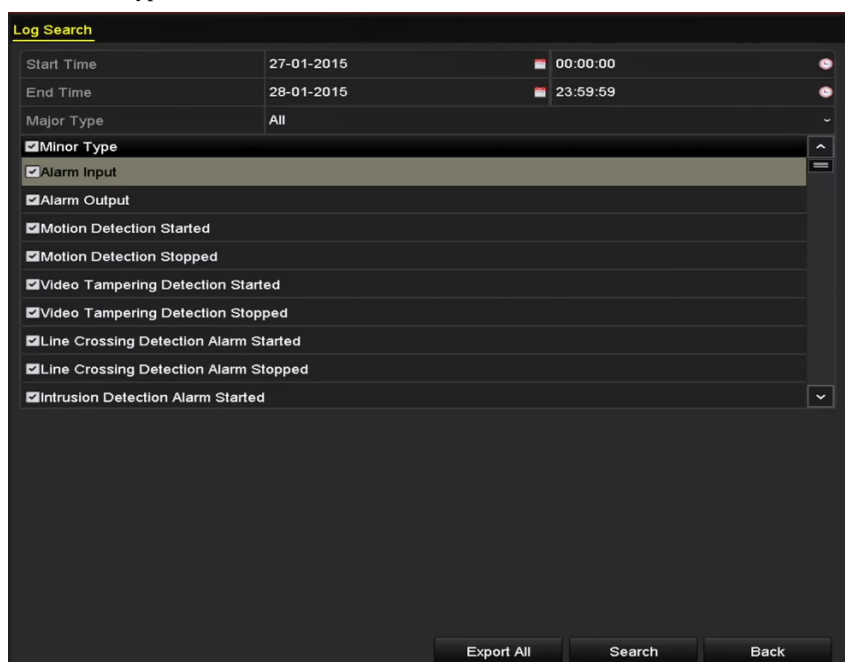 Log Search
Start Time 27-01-2015 00:00:00
End Time 28-01-2015 23:59:59
Major Type All
Minor Type
Alarm Input
Alarm Output
Motion Detection Started
Motion Detection Stopped
Video Tampering Detection Started
Video Tampering Detection Stopped
Line Crossing Detection Alarm Started
Line Crossing Detection Alarm Stopped
Intrusion Detection Alarm Started
Export All Search Back